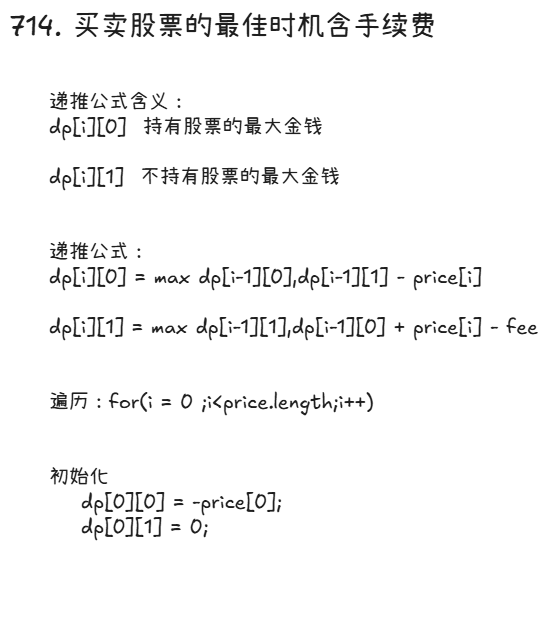 714. 买卖股票的最佳时机含手续费
递推公式含义：
dp[i][0] 持有股票的最大金钱
dp[i][1] 不持有股票的最大金钱
递推公式：
dp[i][0] = max dp[i-1][0],dp[i-1][1] - price[i]
dp[i][1] = max dp[i-1][1],dp[i-1][0] + price[i] - fee
遍历：for(i = 0 ;i<price.length;i++)
初始化
dp[0][0] = -price[0];
dp[0][1] = 0;